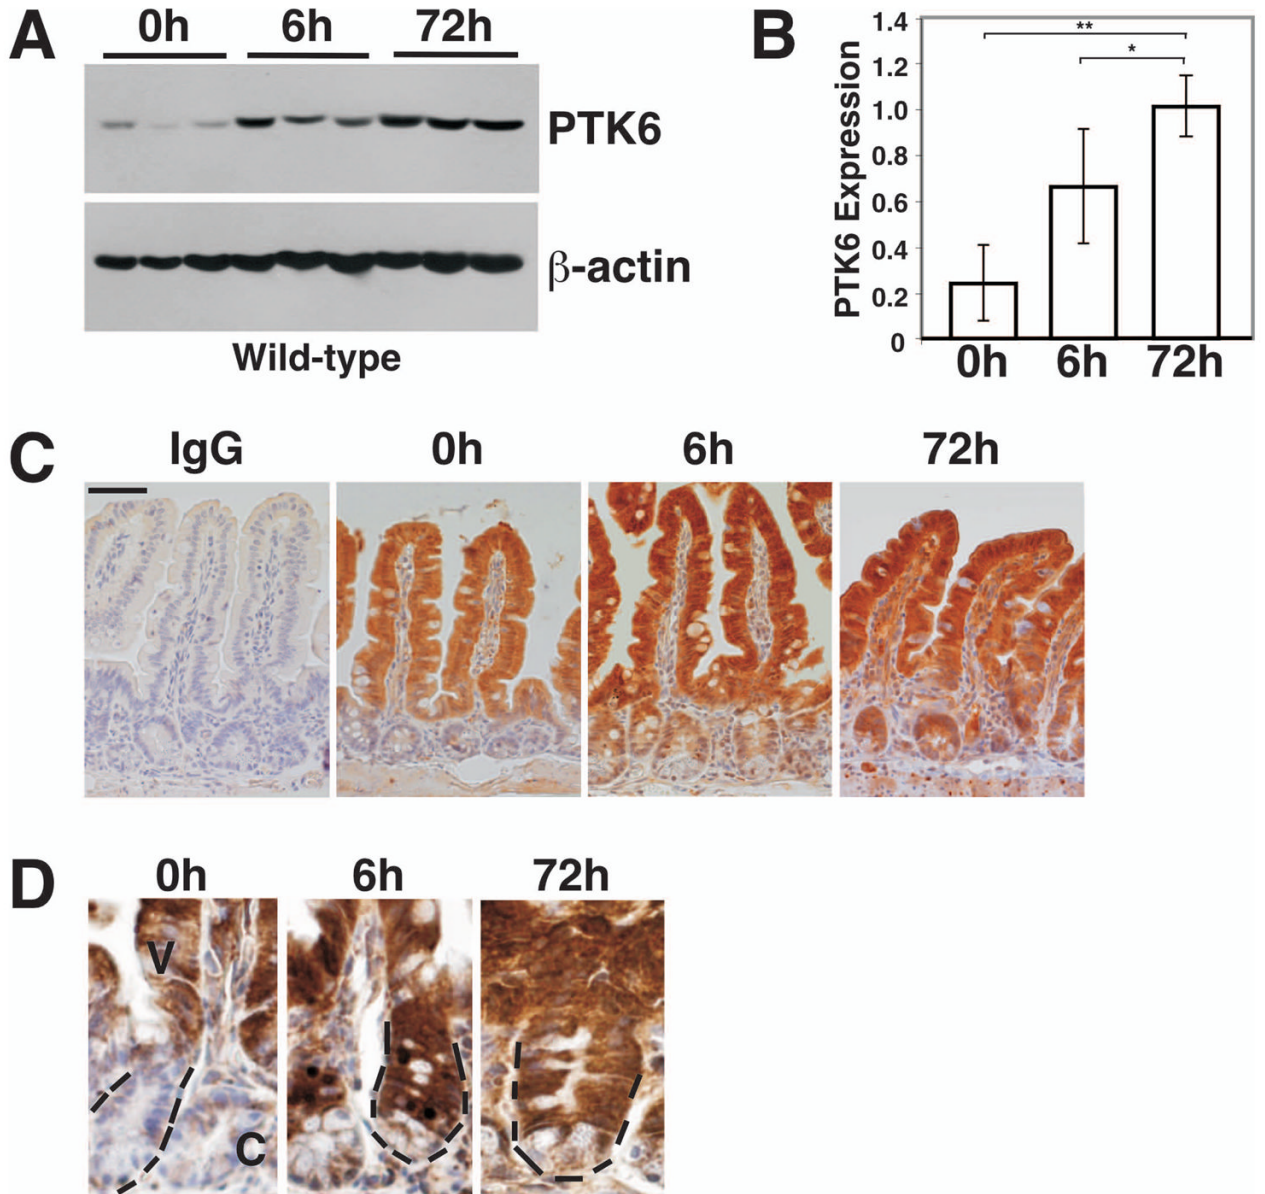 A
0h 6h 72h
PTK6
β-actin
Wild-type
B
PTK6 Expression
1.4
1.2
1.0
0.8
0.6
0.4
0.2
0
**
*
0h 6h 72h
C
IgG 0h 6h 72h
D
0h 6h 72h
V
C